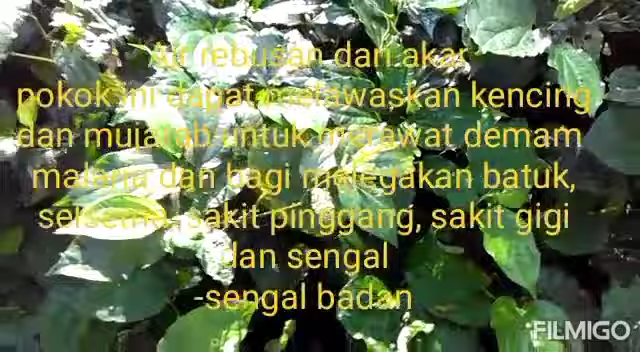 Air rebusan dari akar
pokok ini dapat melawaskan kencing
dan mujarab untuk merawat demam
malaria dan bagi melegakan batuk,
selsema, sakit pinggang, sakit gigi
dan sengal
-sengal badan
FILMIGO